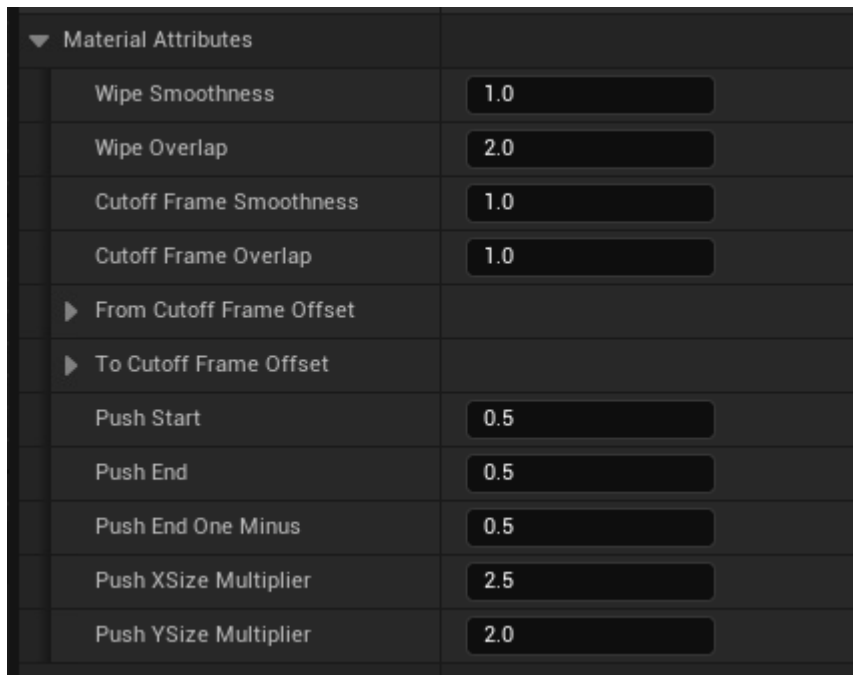 Material Attributes
Wipe Smoothness 1.0
Wipe Overlap 2.0
Cutoff Frame Smoothness 1.0
Cutoff Frame Overlap 1.0
From Cutoff Frame Offset
To Cutoff Frame Offset
Push Start 0.5
Push End 0.5
Push End One Minus 0.5
Push XSize Multiplier 2.5
Push YSize Multiplier 2.0